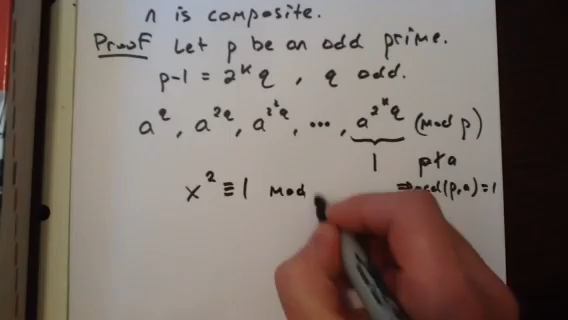 n is composite.
Proof Let p be an odd prime.
p-1 = 2^k q , q odd.
a^q, a^{2q}, a^{2^2 q}, ..., a^{2^k q} (mod p)
1 p∤a
x^2 ≡ 1 mod ⇒ gcd(p,a)=1